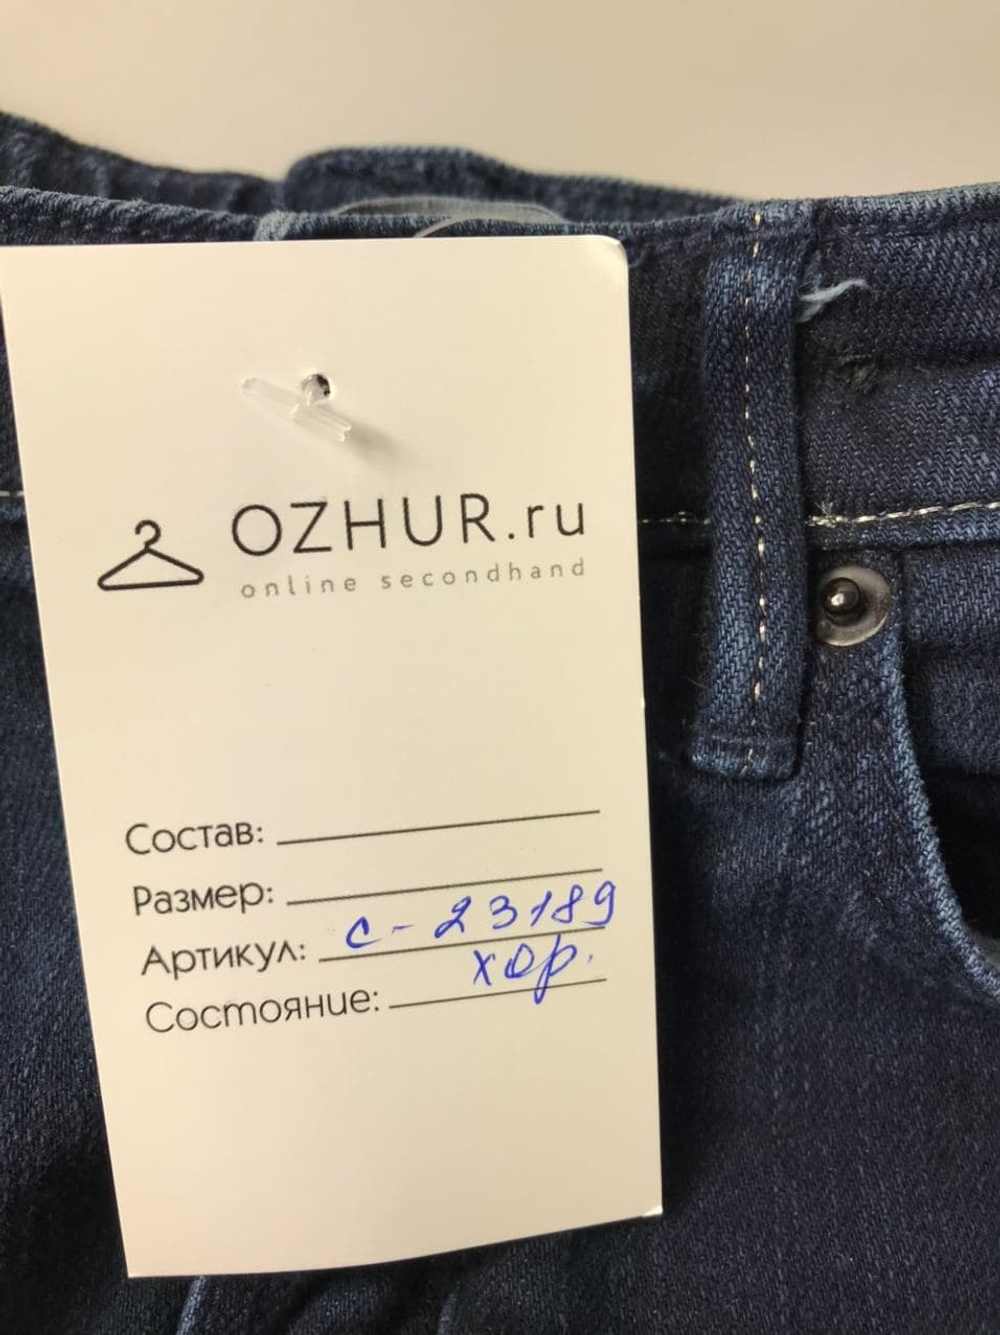 OZHUR.ru
online secondhand
Состав:
Размер:
Артикул: с-23189
Состояние: хор.